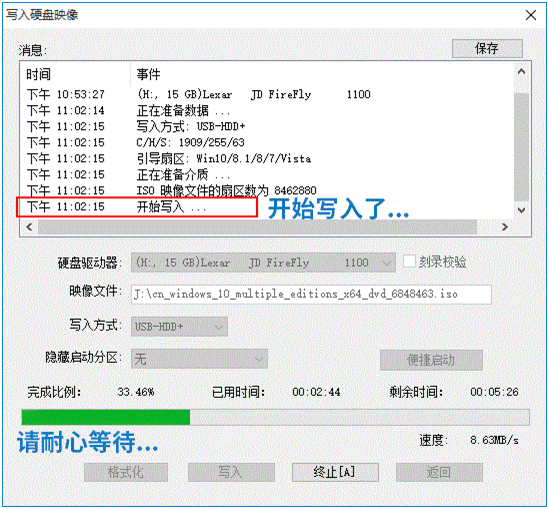 写入硬盘映像
消息:
保存
时间 事件
下午 10:53:27 (H:, 15 GB)Lexar JD FireFly 1100
下午 11:02:14 正在准备数据 ...
下午 11:02:15 写入方式: USB-HDD+
下午 11:02:15 C/H/S: 1909/255/63
下午 11:02:15 引导扇区: Win10/8.1/8/7/Vista
下午 11:02:15 正在准备介质 ...
下午 11:02:15 ISO 映像文件的扇区数为 8462880
下午 11:02:15 开始写入 ...
开始写入了...
硬盘驱动器: (H:, 15 GB)Lexar JD FireFly 1100 刻录校验
映像文件: J:\cn_windows_10_multiple_editions_x64_dvd_6848463.iso
写入方式: USB-HDD+
隐藏启动分区: 无 便捷启动
完成比例: 33.46% 已用时间: 00:02:44 剩余时间: 00:05:26
请耐心等待...
速度: 8.63MB/s
格式化 写入 终止[A] 返回